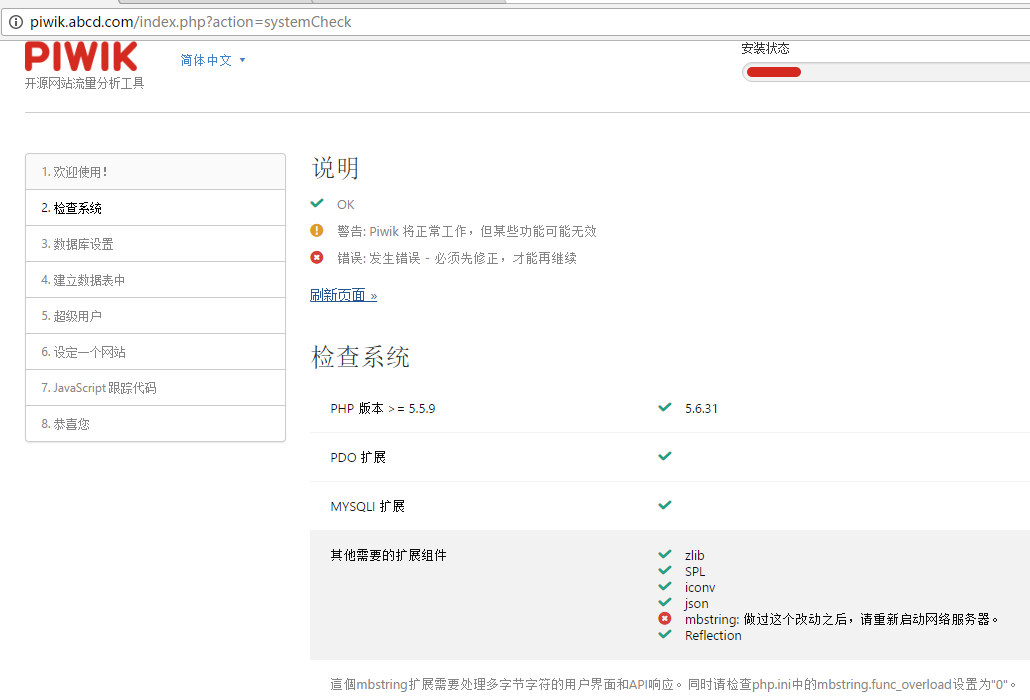 piwik.abcd.com/index.php?action=systemCheck
PIWIK
简体中文
开源网站流量分析工具
安装状态
1. 欢迎使用！
2. 检查系统
3. 数据库设置
4. 建立数据表中
5. 超级用户
6. 设定一个网站
7. JavaScript 跟踪代码
8. 恭喜您
说明
OK
警告: Piwik 将正常工作，但某些功能可能无效
错误: 发生错误 - 必须先修正，才能再继续
刷新页面 »
检查系统
PHP 版本 >= 5.5.9 5.6.31
PDO 扩展
MYSQLI 扩展
其他需要的扩展组件 zlib
SPL
iconv
json
mbstring: 做过这个改动之后，请重新启动网络服务器。
Reflection
這個mbstring扩展需要处理多字节字符的用户界面和API响应。同时请检查php.ini中的mbstring.func_overload设置为"0"。